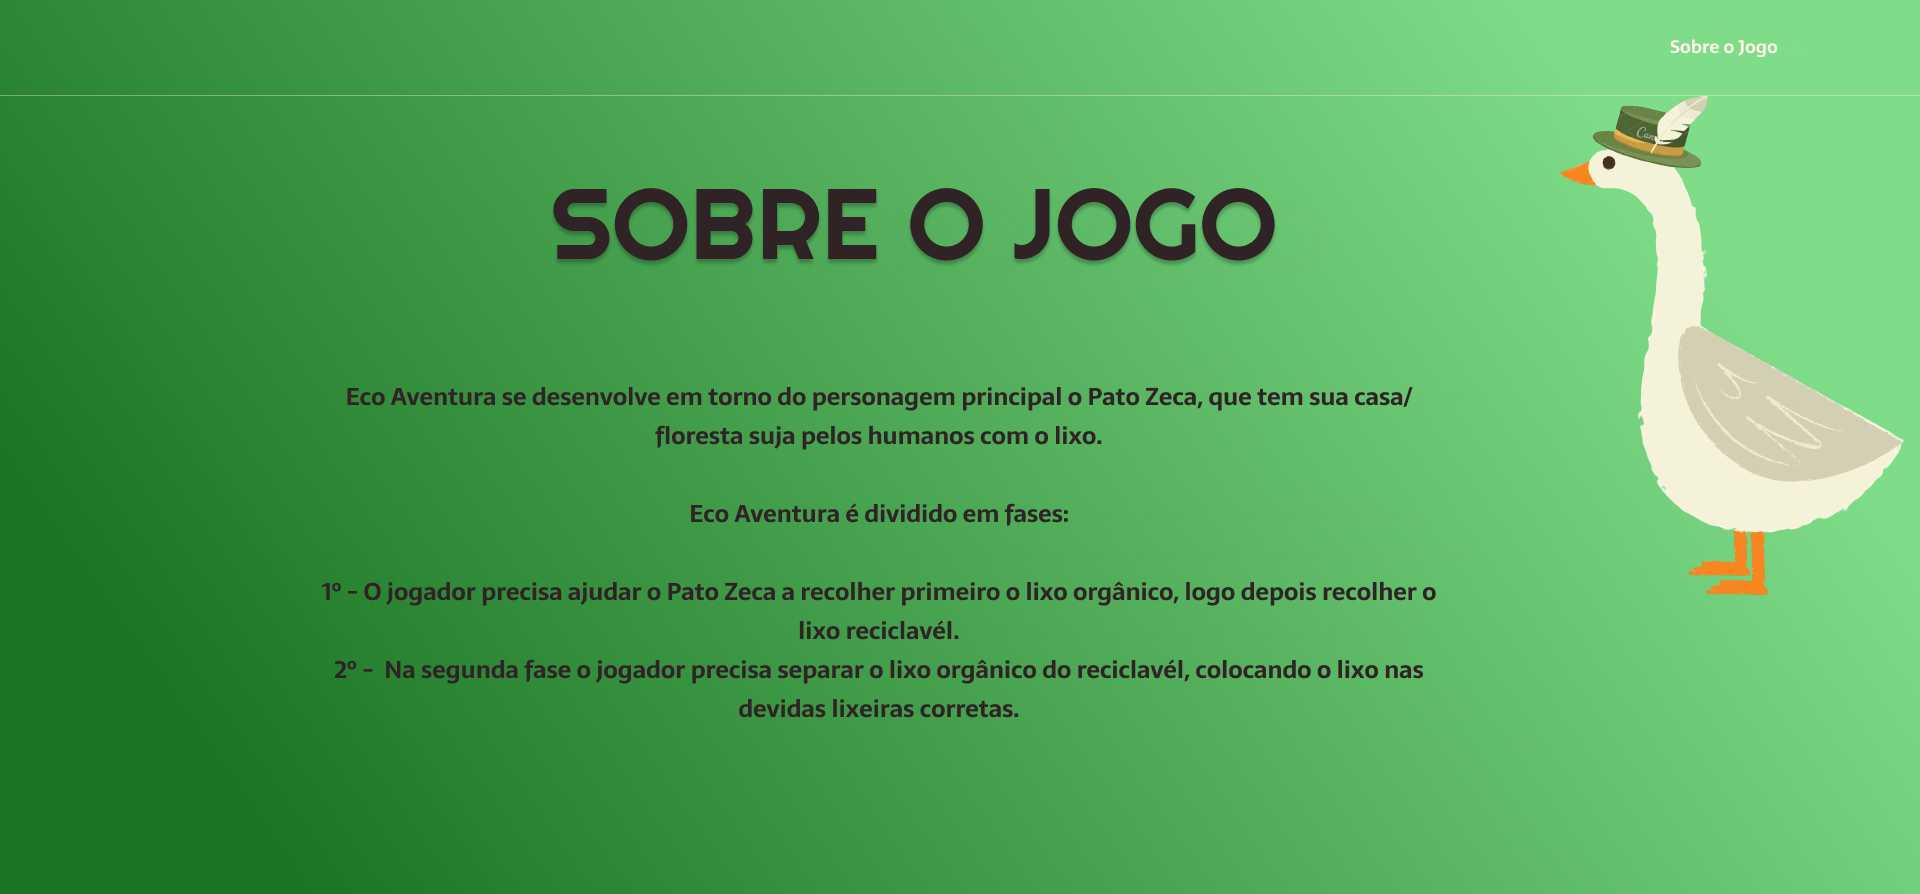 Sobre o Jogo
SOBRE O JOGO
Eco Aventura se desenvolve em torno do personagem principal o Pato Zeca, que tem sua casa/
floresta suja pelos humanos com o lixo.
Eco Aventura é dividido em fases:
1º - O jogador precisa ajudar o Pato Zeca a recolher primeiro o lixo orgânico, logo depois recolher o
lixo reciclavél.
2º - Na segunda fase o jogador precisa separar o lixo orgânico do reciclavél, colocando o lixo nas
devidas lixeiras corretas.